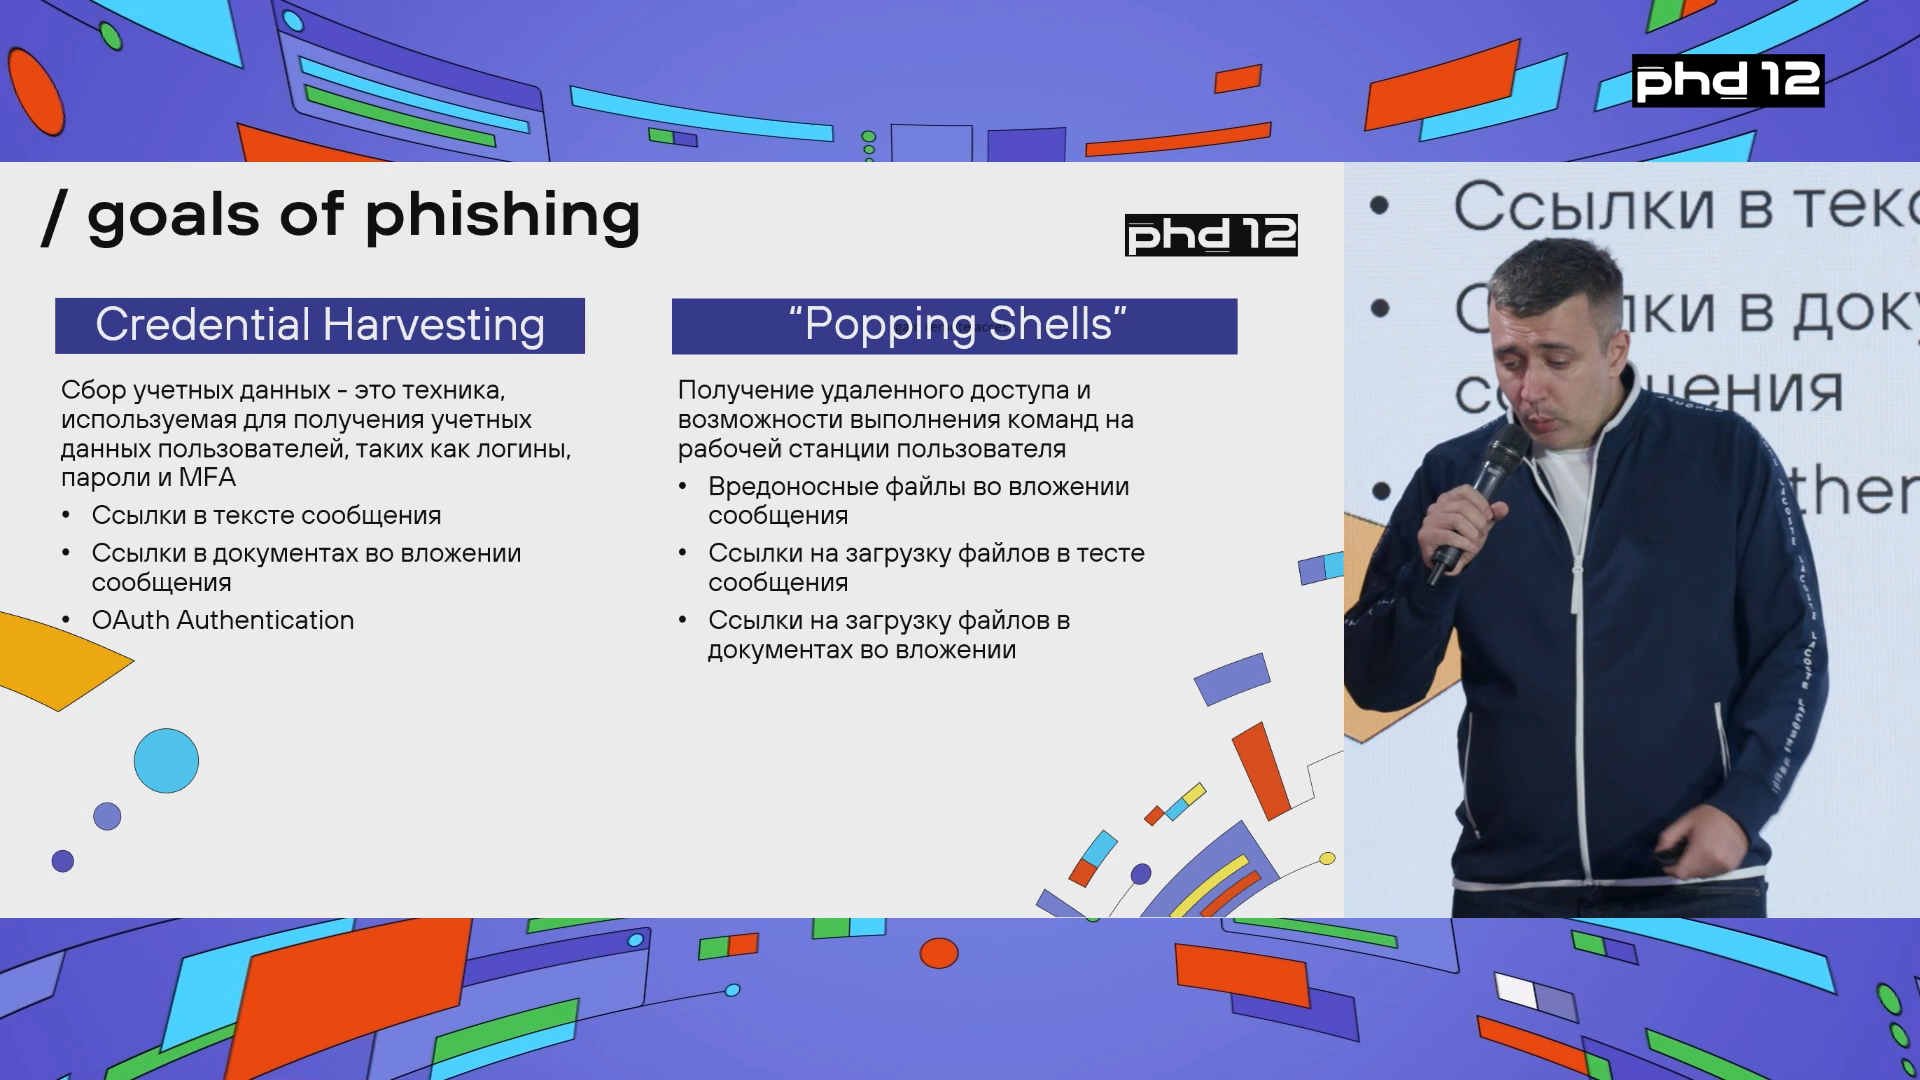 phd 12
/ goals of phishing
phd 12
Credential Harvesting
Сбор учетных данных - это техника,
используемая для получения учетных
данных пользователей, таких как логины,
пароли и MFA
• Ссылки в тексте сообщения
• Ссылки в документах во вложении
сообщения
• OAuth Authentication
“Popping Shells”
Получение удаленного доступа и
возможности выполнения команд на
рабочей станции пользователя
• Вредоносные файлы во вложении
сообщения
• Ссылки на загрузку файлов в тесте
сообщения
• Ссылки на загрузку файлов в
документах во вложении
• Ссылки в текс
лки в док
ения
ther
LACOSTE